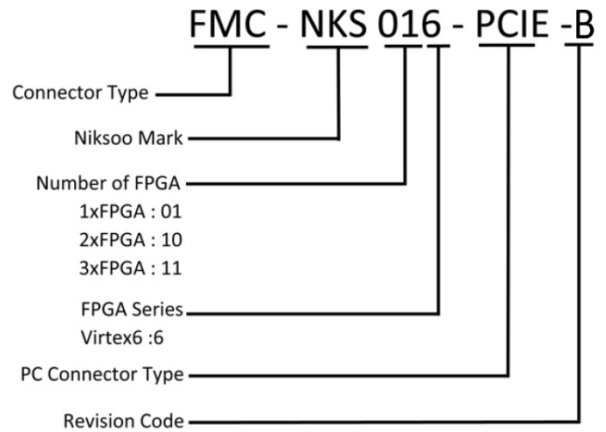 FMC - NKS 016 - PCIE -B
Connector Type
Niksoo Mark
Number of FPGA
1xFPGA : 01
2xFPGA : 10
3xFPGA : 11
FPGA Series
Virtex6 :6
PC Connector Type
Revision Code